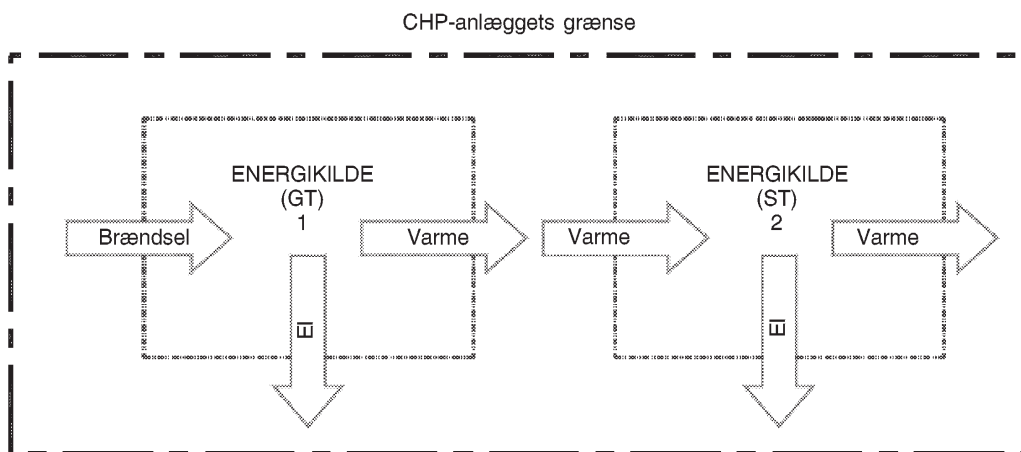 CHP-anlæggets grænse
ENERGIKILDE
(GT)
1
Brændsel
Varme
El
ENERGIKILDE
(ST)
2
Varme
Varme
El